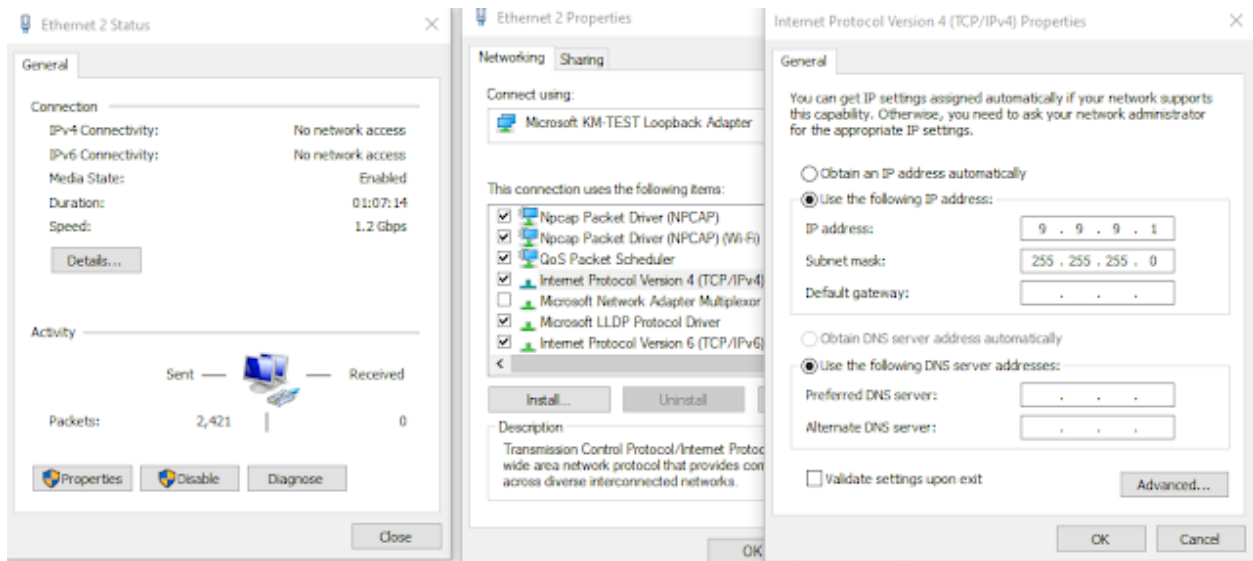 Ethernet 2 Status
General
Connection
IPv4 Connectivity: No network access
IPv6 Connectivity: No network access
Media State: Enabled
Duration: 01:07:14
Speed: 1.2 Gbps
Details...
Activity
Sent Received
Packets: 2,421 0
Properties Disable Diagnose
Close
Ethernet 2 Properties
Networking Sharing
Connect using:
Microsoft KM-TEST Loopback Adapter
This connection uses the following items:
Npcap Packet Driver (NPCAP)
Npcap Packet Driver (NPCAP) (Wi-Fi)
QoS Packet Scheduler
Internet Protocol Version 4 (TCP/IPv4)
Microsoft Network Adapter Multiplexor
Microsoft LLDP Protocol Driver
Internet Protocol Version 6 (TCP/IPv6)
Install... Uninstall
Description
Transmission Control Protocol/Internet Protoc
wide area network protocol that provides con
across diverse interconnected networks.
OK
Internet Protocol Version 4 (TCP/IPv4) Properties
General
You can get IP settings assigned automatically if your network supports
this capability. Otherwise, you need to ask your network administrator
for the appropriate IP settings.
Obtain an IP address automatically
Use the following IP address:
IP address: 9 . 9 . 9 . 1
Subnet mask: 255 . 255 . 255 . 0
Default gateway: . . .
Obtain DNS server address automatically
Use the following DNS server addresses:
Preferred DNS server: . . .
Alternate DNS server: . . .
Validate settings upon exit
Advanced...
OK Cancel